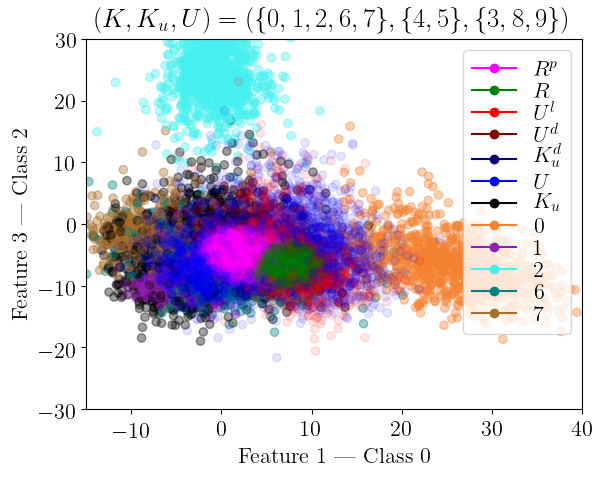 (K, K_u, U) = ({0, 1, 2, 6, 7}, {4, 5}, {3, 8, 9})
30
20
10
0
−10
−20
−30
Feature 3 — Class 2
R^p
R
U^l
U^d
K_u^d
U
K_u
0
1
2
6
7
−10
0
10
20
30
40
Feature 1 — Class 0